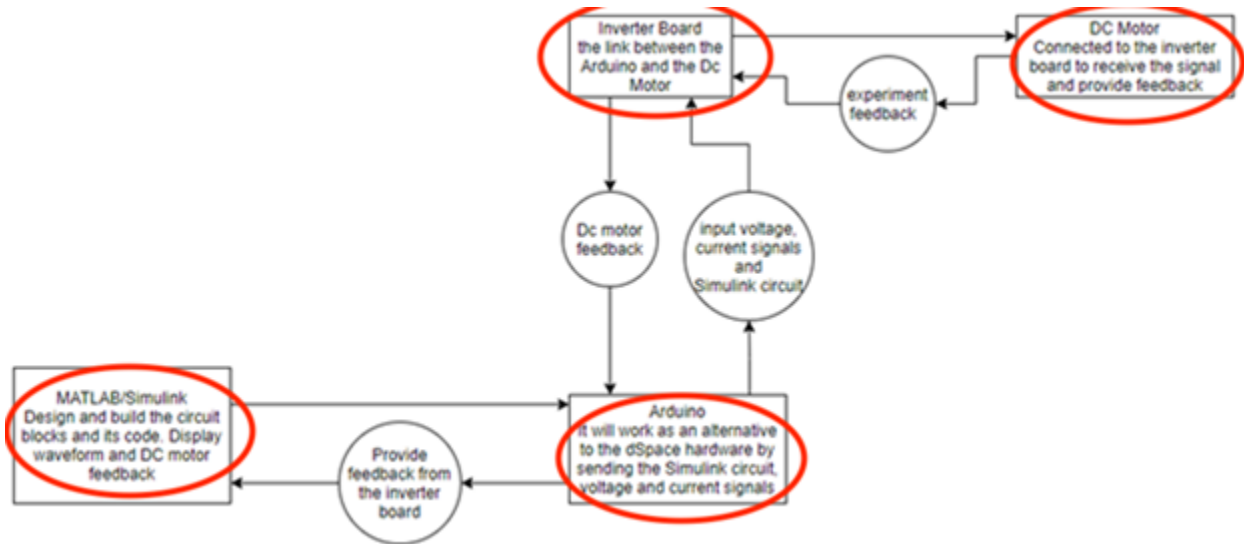 Inverter Board
the link between the
Arduino and the Dc
Motor
DC Motor
Connected to the inverter
board to receive the signal
and provide feedback
experiment
feedback
Dc motor
feedback
input voltage,
current signals
and
Simulink circuit
MATLAB/Simulink
Design and build the circuit
blocks and its code. Display
waveform and DC motor
feedback
Provide
feedback from
the inverter
board
Arduino
It will work as an alternative
to the dSpace hardware by
sending the Simulink circuit,
voltage and current signals